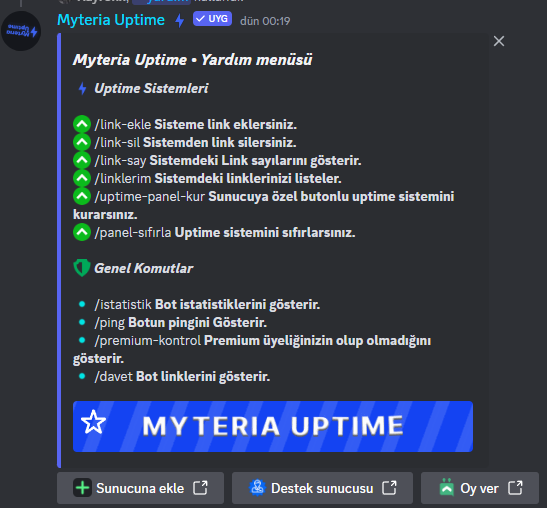 Myteria Uptime ✓ UYG dün 00:19
Myteria Uptime • Yardım menüsü
Uptime Sistemleri
/link-ekle Sisteme link eklersiniz.
/link-sil Sistemden link silersiniz.
/link-say Sistemdeki Link sayılarını gösterir.
/linklerim Sistemdeki linklerinizi listeler.
/uptime-panel-kur Sunucuya özel butonlu uptime sistemini
kurarsınız.
/panel-sıfırla Uptime sistemini sıfırlarsınız.
Genel Komutlar
• /istatistik Bot istatistiklerini gösterir.
• /ping Botun pingini Gösterir.
• /premium-kontrol Premium üyeliğinizin olup olmadığını
gösterir.
• /davet Bot linklerini gösterir.
MYTERIA UPTIME
Sunucuna ekle
Destek sunucusu
Oy ver